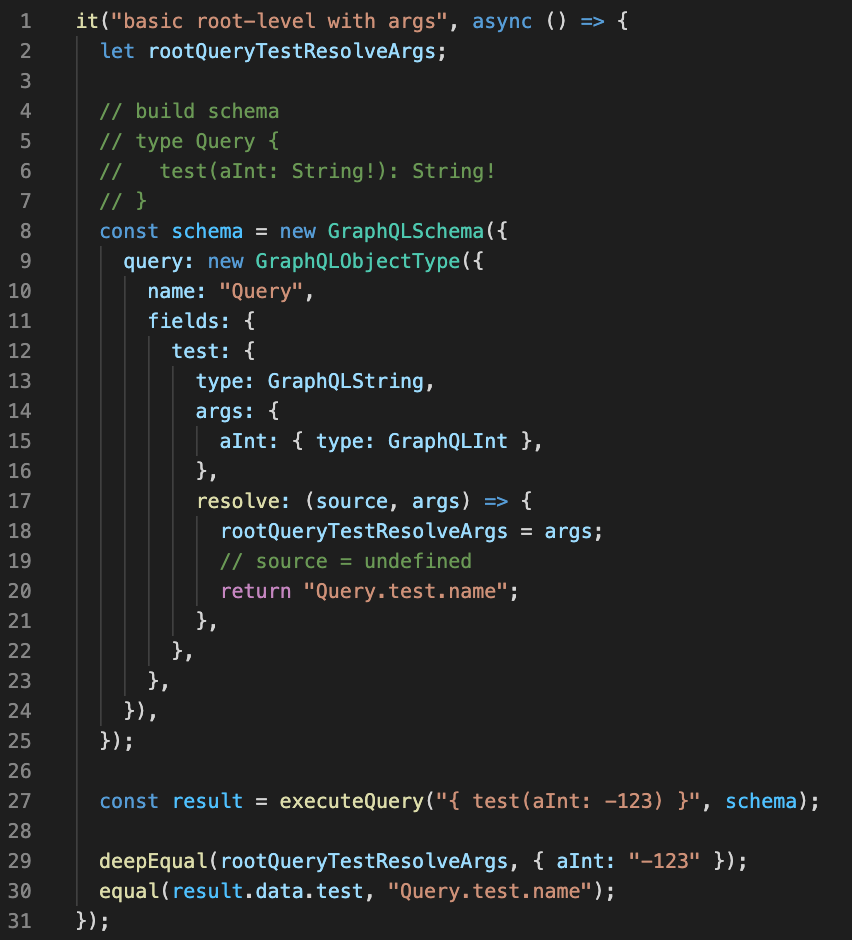 1 it("basic root-level with args", async () => {
2   let rootQueryTestResolveArgs;
3
4   // build schema
5   // type Query {
6   //   test(aInt: String!): String!
7   // }
8   const schema = new GraphQLSchema({
9     query: new GraphQLObjectType({
10       name: "Query",
11       fields: {
12         test: {
13           type: GraphQLString,
14           args: {
15             aInt: { type: GraphQLInt },
16           },
17           resolve: (source, args) => {
18             rootQueryTestResolveArgs = args;
19             // source = undefined
20             return "Query.test.name";
21           },
22         },
23       },
24     }),
25   });
26
27   const result = executeQuery("{ test(aInt: -123) }", schema);
28
29   deepEqual(rootQueryTestResolveArgs, { aInt: "-123" });
30   equal(result.data.test, "Query.test.name");
31 });